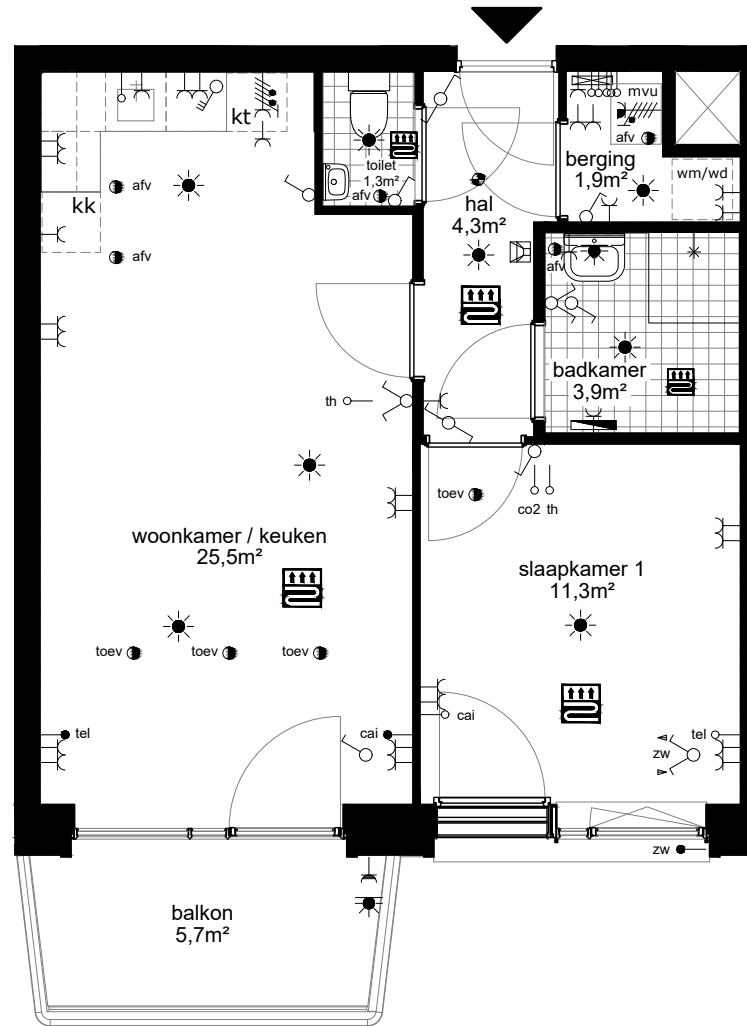 kt
mvu
afv
toilet
1,3m²
afv
berging
1,9m²
wm/wd
afv
kk
hal
4,3m²
afv
afv
badkamer
3,9m²
th
toev
co2 th
woonkamer / keuken
25,5m²
slaapkamer 1
11,3m²
toev
toev
toev
tel
cai
cai
tel
zw
zw
balkon
5,7m²